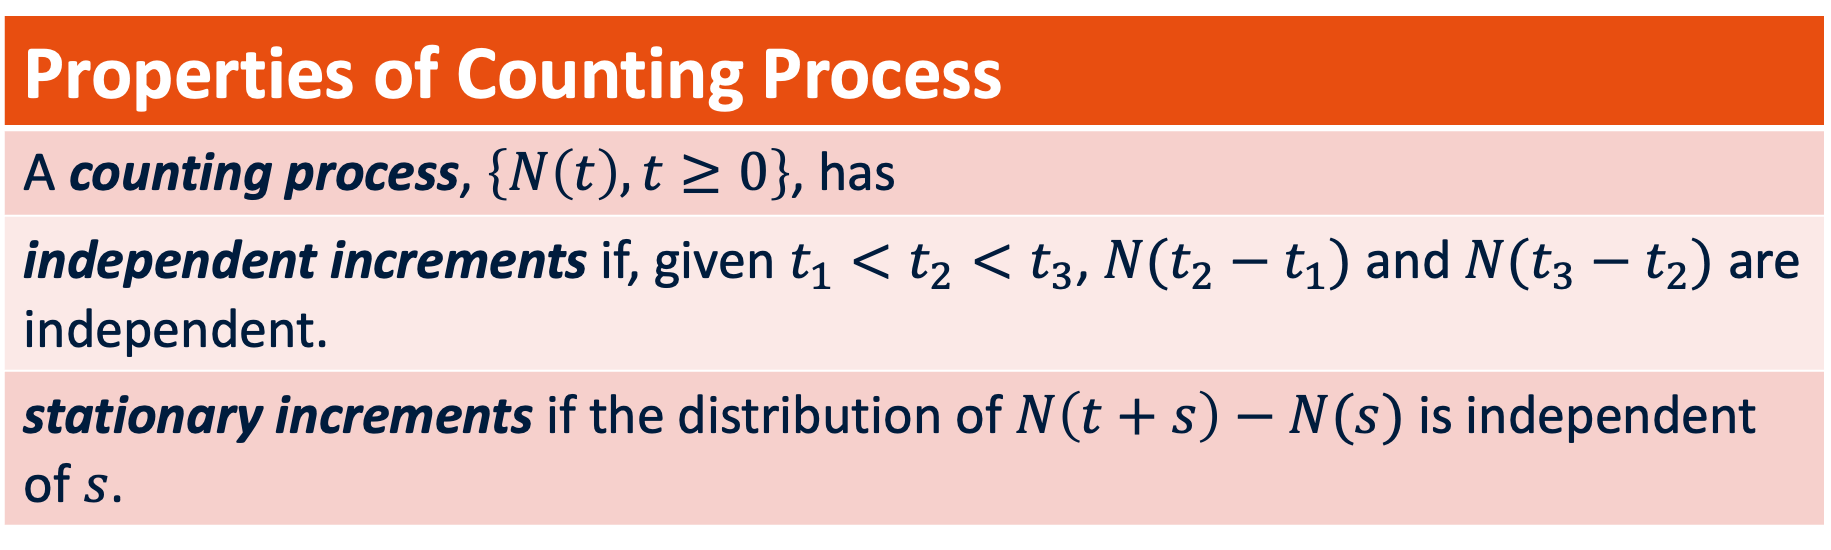 Properties of Counting Process
A counting process, {N(t), t ≥ 0}, has
independent increments if, given t₁ < t₂ < t₃, N(t₂ − t₁) and N(t₃ − t₂) are
independent.
stationary increments if the distribution of N(t + s) − N(s) is independent
of s.